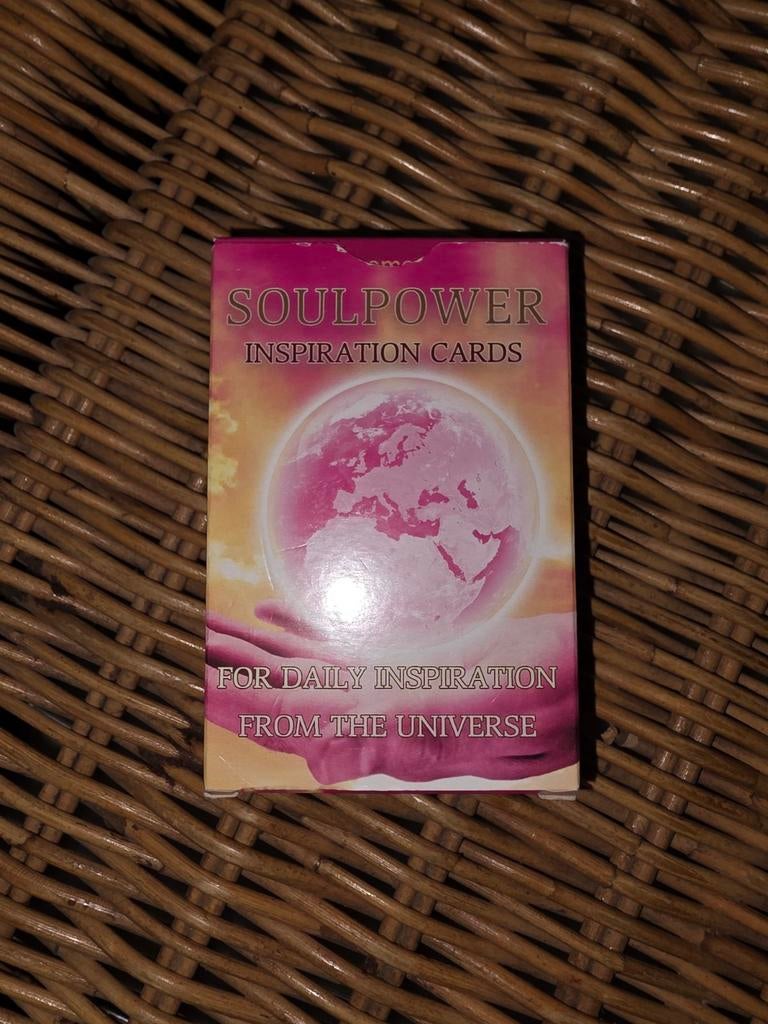 SOULPOWER
INSPIRATION CARDS
FOR DAILY INSPIRATION
FROM THE UNIVERSE